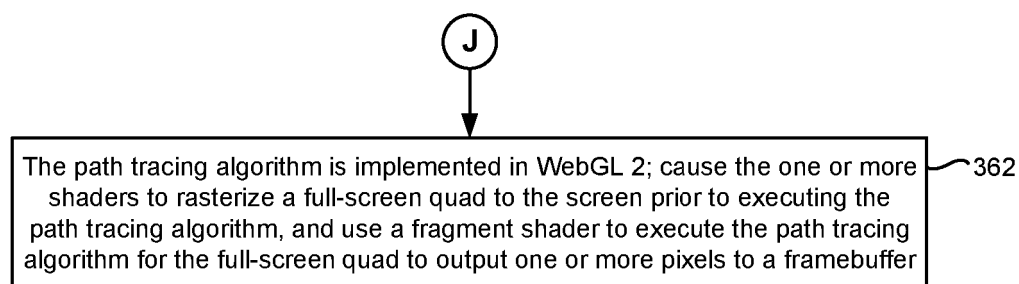 J
The path tracing algorithm is implemented in WebGL 2; cause the one or more
shaders to rasterize a full-screen quad to the screen prior to executing the
path tracing algorithm, and use a fragment shader to execute the path tracing
algorithm for the full-screen quad to output one or more pixels to a framebuffer
362